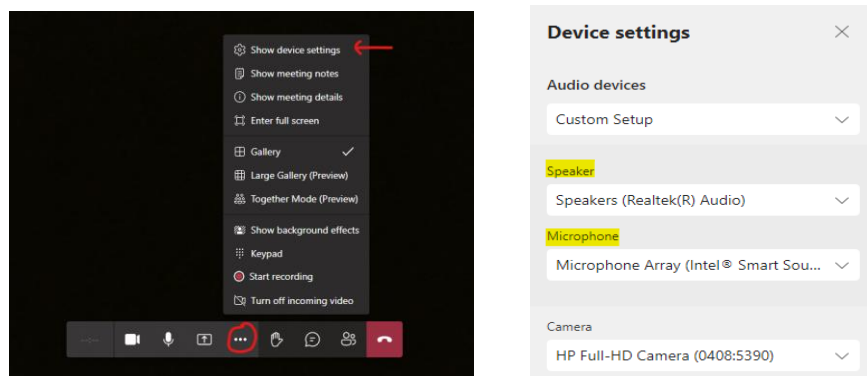 Show device settings
Show meeting notes
Show meeting details
Enter full screen
Gallery
Large Gallery (Preview)
Together Mode (Preview)
Show background effects
Keypad
Start recording
Turn off incoming video
Device settings
Audio devices
Custom Setup
Speaker
Speakers (Realtek(R) Audio)
Microphone
Microphone Array (Intel® Smart Sou...
Camera
HP Full-HD Camera (0408:5390)